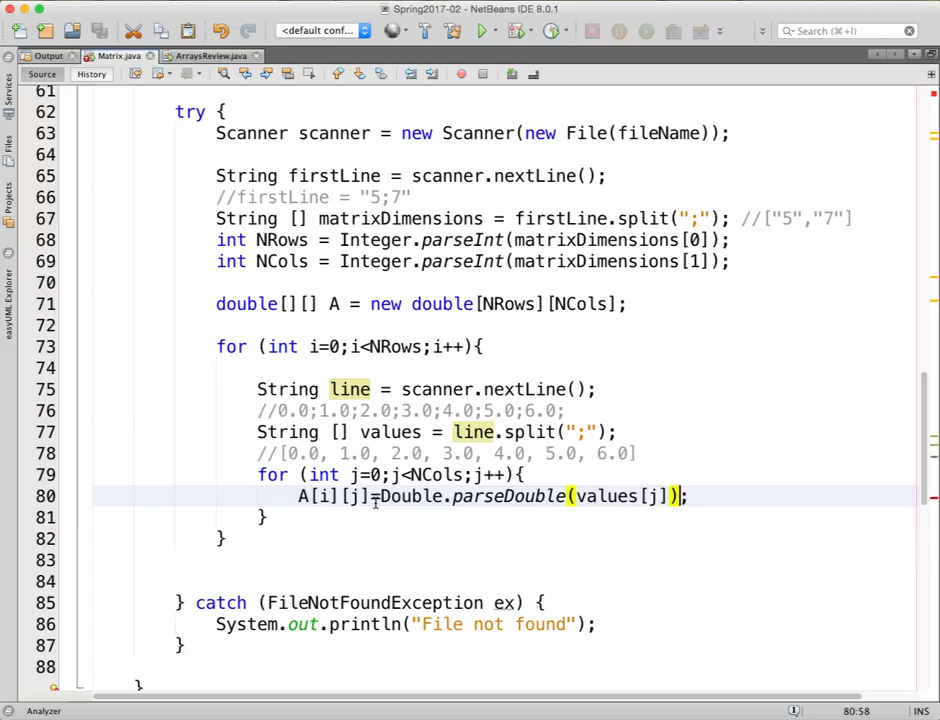 Spring2017-02 - NetBeans IDE 8.0.1
<default conf...
Search (⌘+I)
Output
Matrix.java
ArraysReview.java
Source
History
Services
Files
Projects
easyUML Explorer
61
62 try {
63 Scanner scanner = new Scanner(new File(fileName));
64
65 String firstLine = scanner.nextLine();
66 //firstLine = "5;7"
67 String [] matrixDimensions = firstLine.split(";"); //["5","7"]
68 int NRows = Integer.parseInt(matrixDimensions[0]);
69 int NCols = Integer.parseInt(matrixDimensions[1]);
70
71 double[][] A = new double[NRows][NCols];
72
73 for (int i=0;i<NRows;i++){
74
75 String line = scanner.nextLine();
76 //0.0;1.0;2.0;3.0;4.0;5.0;6.0;
77 String [] values = line.split(";");
78 //[0.0, 1.0, 2.0, 3.0, 4.0, 5.0, 6.0]
79 for (int j=0;j<NCols;j++){
80 A[i][j]=Double.parseDouble(values[j]);
81 }
82 }
83
84
85 } catch (FileNotFoundException ex) {
86 System.out.println("File not found");
87 }
88
}
Analyzer
80:58
INS